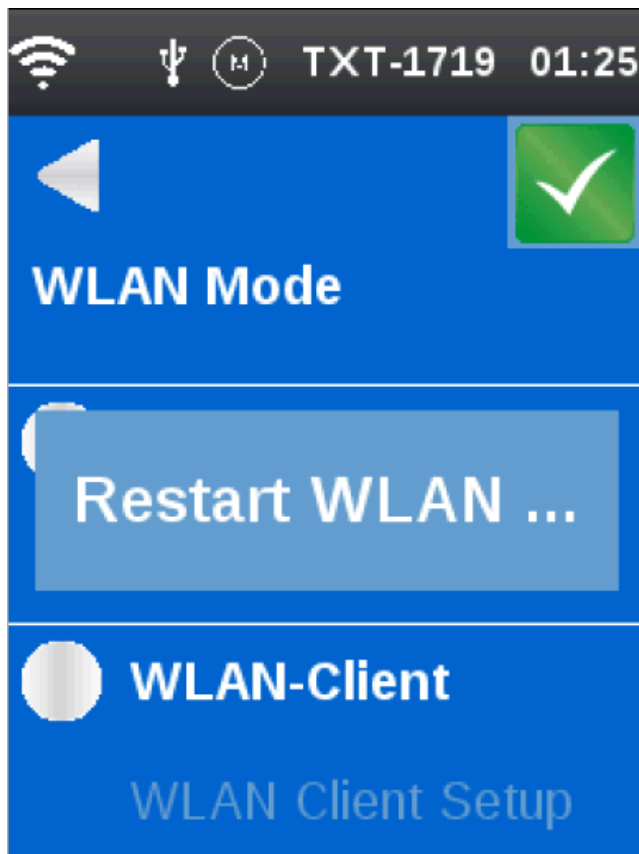 M TXT-1719 01:25
WLAN Mode
Restart WLAN ...
WLAN-Client
WLAN Client Setup